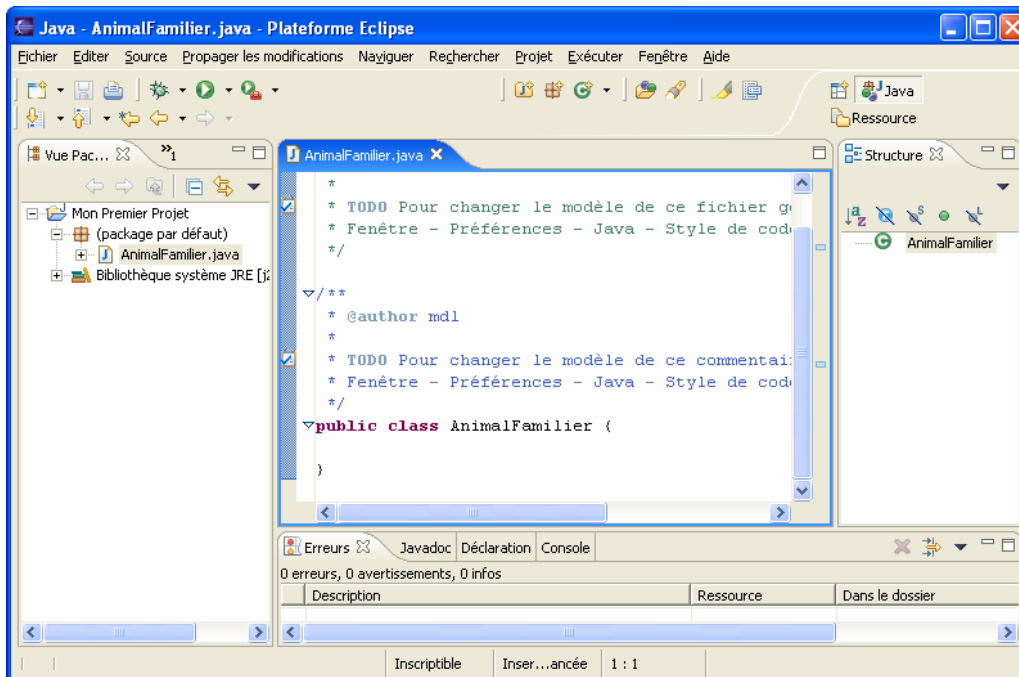 Java - AnimalFamilier.java - Plateforme Eclipse
Fichier Editer Source Propager les modifications Naviguer Rechercher Projet Exécuter Fenêtre Aide
Java
Ressource
Vue Pac... »1
Mon Premier Projet
(package par défaut)
AnimalFamilier.java
Bibliothèque système JRE [j2
AnimalFamilier.java
*
* TODO Pour changer le modèle de ce fichier g
* Fenêtre - Préférences - Java - Style de cod
*/
/**
* @author mdl
*
* TODO Pour changer le modèle de ce commentai
* Fenêtre - Préférences - Java - Style de cod
*/
public class AnimalFamilier {
}
Structure
AnimalFamilier
Erreurs Javadoc Déclaration Console
0 erreurs, 0 avertissements, 0 infos
Description Ressource Dans le dossier
Inscriptible Inser...ancée 1 : 1